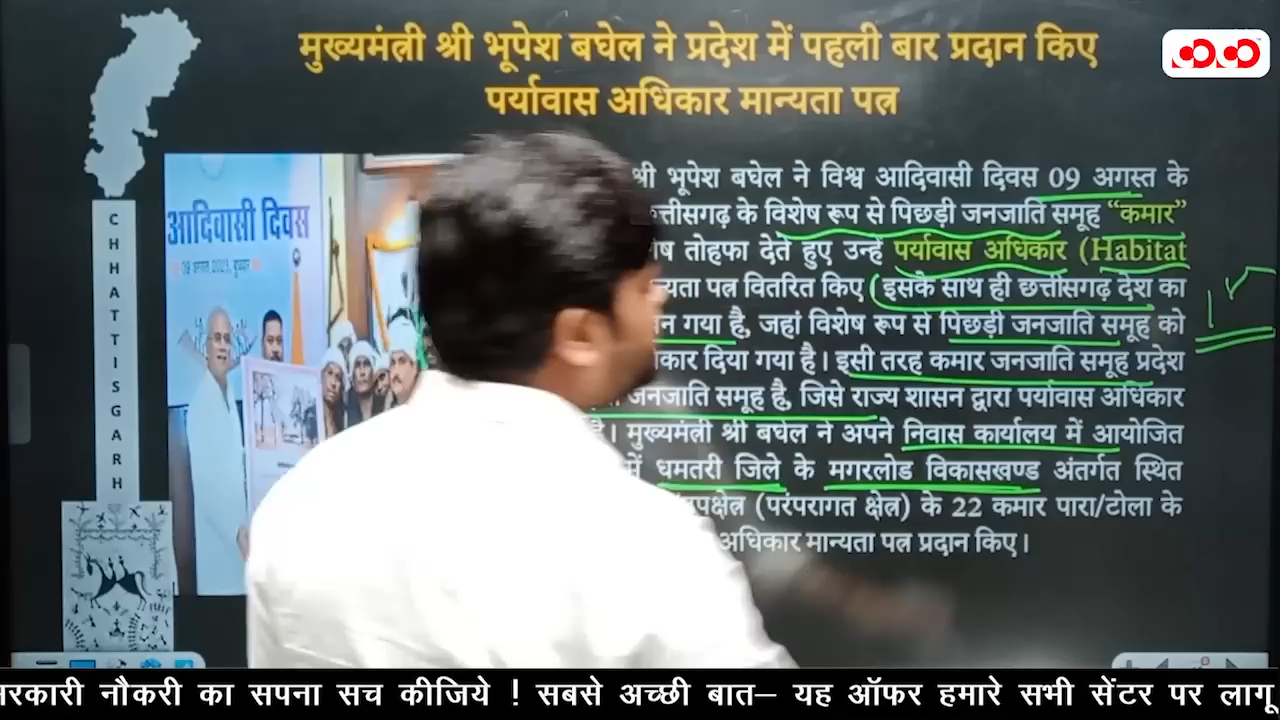 मुख्यमंत्री श्री भूपेश बघेल ने प्रदेश में पहली बार प्रदान किए
पर्यावास अधिकार मान्यता पत्र
CHHATTISGARH
आदिवासी दिवस
श्री भूपेश बघेल ने विश्व आदिवासी दिवस 09 अगस्त के
के विशेष रूप से पिछड़ी जनजाति समूह “कमार”
तोहफा देते हुए उन्हें पर्यावास अधिकार (Habitat
पत्र वितरित किए (इसके साथ ही छत्तीसगढ़ देश का
गया है, जहां विशेष रूप से पिछड़ी जनजाति समूह को
दिया गया है। इसी तरह कमार जनजाति समूह प्रदेश
जनजाति समूह है, जिसे राज्य शासन द्वारा पर्यावास अधिकार
है। मुख्यमंत्री श्री बघेल ने अपने निवास कार्यालय में आयोजित
में धमतरी जिले के मगरलोड विकासखण्ड अंतर्गत स्थित
(परंपरागत क्षेत्र) के 22 कमार पारा/टोला के
अधिकार मान्यता पत्र प्रदान किए।
सरकारी नौकरी का सपना सच कीजिये ! सबसे अच्छी बात– यह ऑफर हमारे सभी सेंटर पर लागू